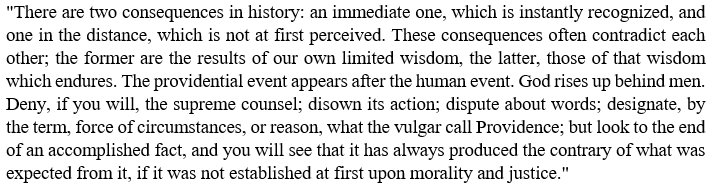 "There are two consequences in history: an immediate one, which is instantly recognized, and
one in the distance, which is not at first perceived. These consequences often contradict each
other; the former are the results of our own limited wisdom, the latter, those of that wisdom
which endures. The providential event appears after the human event. God rises up behind men.
Deny, if you will, the supreme counsel; disown its action; dispute about words; designate, by
the term, force of circumstances, or reason, what the vulgar call Providence; but look to the end
of an accomplished fact, and you will see that it has always produced the contrary of what was
expected from it, if it was not established at first upon morality and justice."